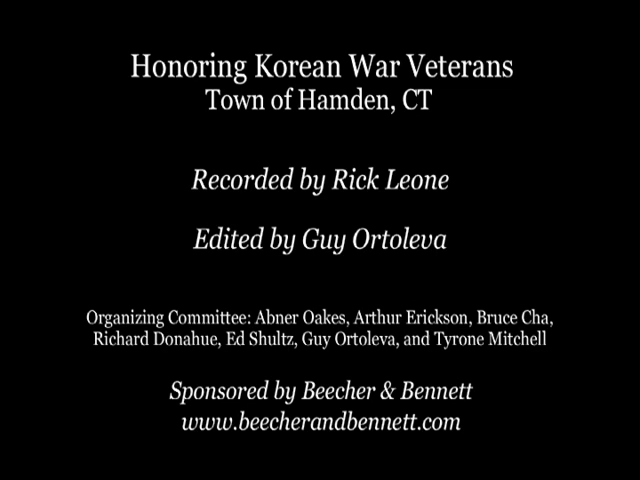 Honoring Korean War Veterans
Town of Hamden, CT
Recorded by Rick Leone
Edited by Guy Ortoleva
Organizing Committee: Abner Oakes, Arthur Erickson, Bruce Cha,
Richard Donahue, Ed Shultz, Guy Ortoleva, and Tyrone Mitchell
Sponsored by Beecher & Bennett
www.beecherandbennett.com